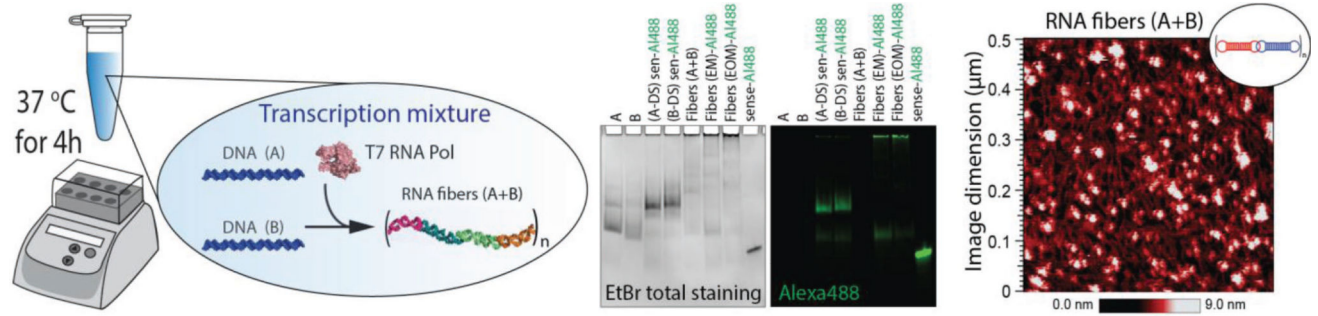 37 °C
for 4h
Transcription mixture
DNA (A)
T7 RNA Pol
RNA fibers (A+B)
DNA (B)
n
A
B
(A-DS) sen-Al488
(B-DS) sen-Al488
Fibers (A+B)
Fibers (EM)-Al488
Fibers (EOM)-Al488
sense-Al488
EtBr total staining
A
B
(A-DS) sen-Al488
(B-DS) sen-Al488
Fibers (A+B)
Fibers (EM)-Al488
Fibers (EOM)-Al488
sense-Al488
Alexa488
RNA fibers (A+B)
n
Image dimension (µm)
0.5
0.4
0.3
0.2
0.1
0
0.0 nm
9.0 nm